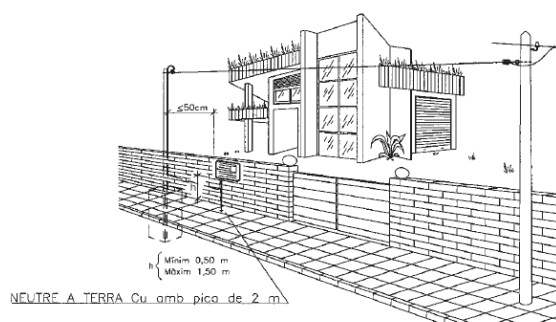 ≤50cm
h
h { Mínim 0,50 m
Màxim 1,50 m
NEUTRE A TERRA Cu amb pica de 2 m